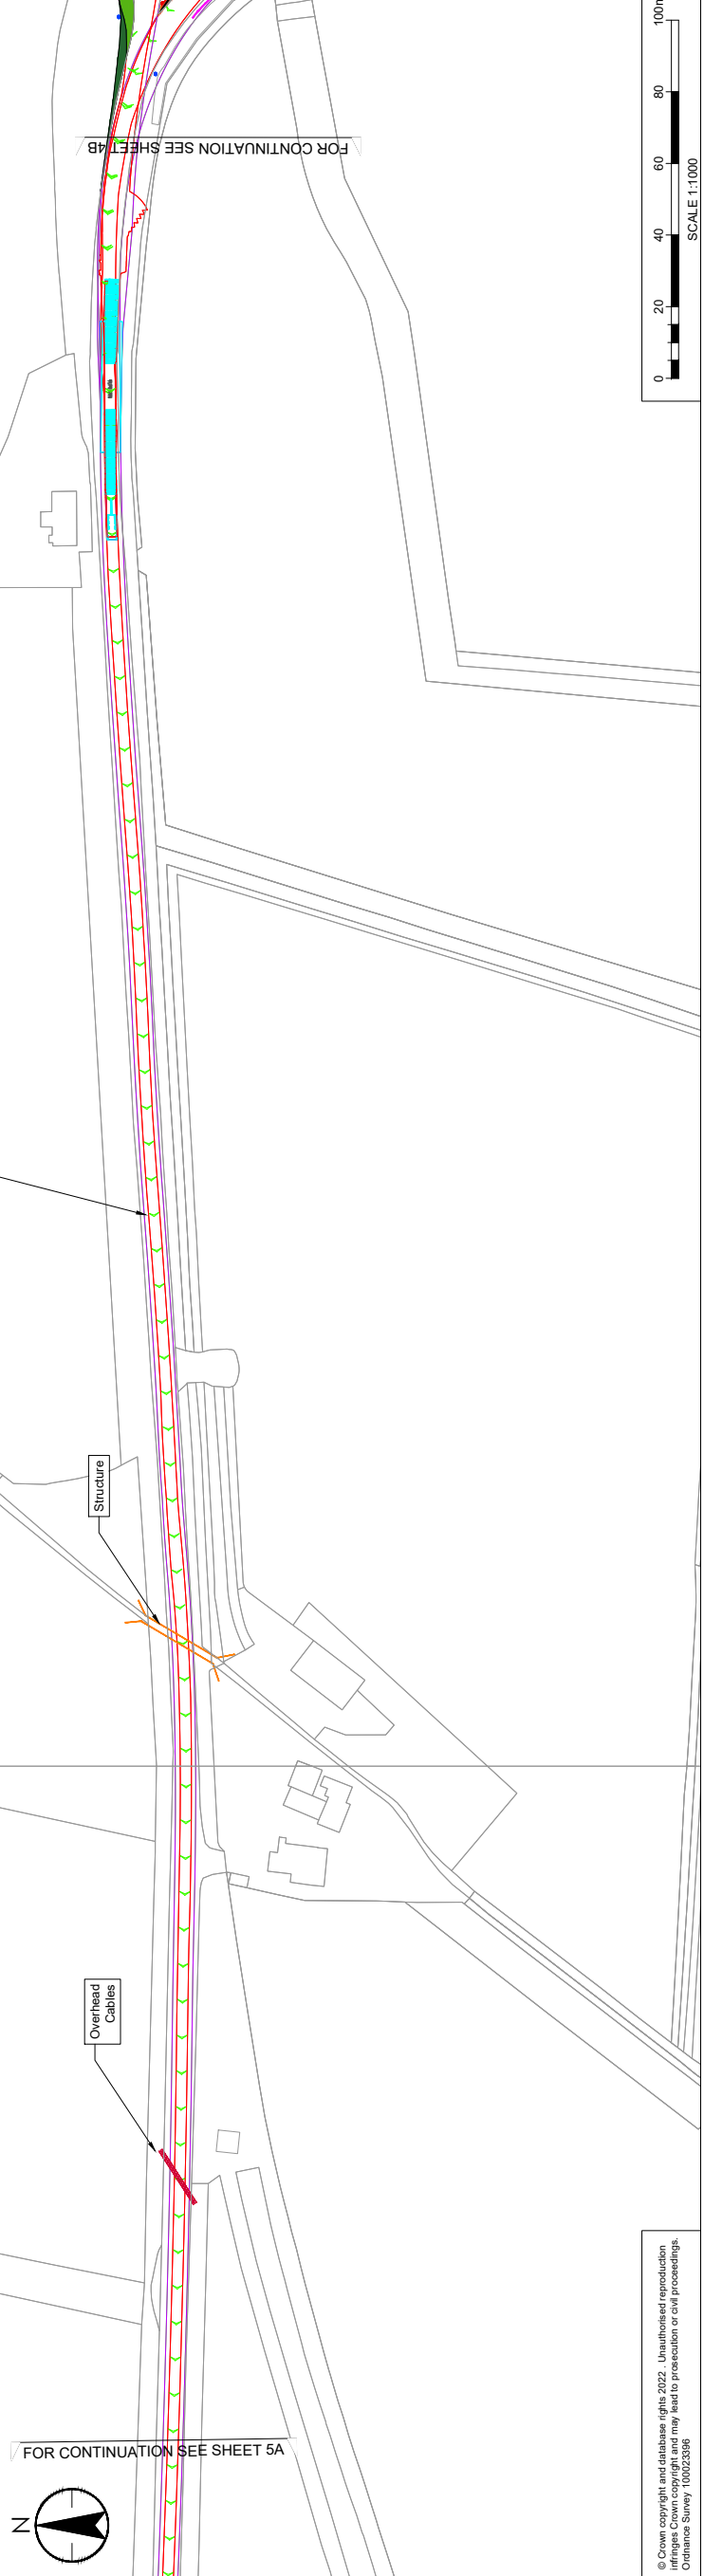 FOR CONTINUATION SEE SHEET 4B
0 20 40 60 80
SCALE 1:1000
Structure
Overhead
Cables
FOR CONTINUATION SEE SHEET 5A
N
© Crown copyright and database rights 2022 . Unauthorised reproduction
infringes Crown copyright and may lead to prosecution or civil proceedings.
Ordnance Survey 100023396